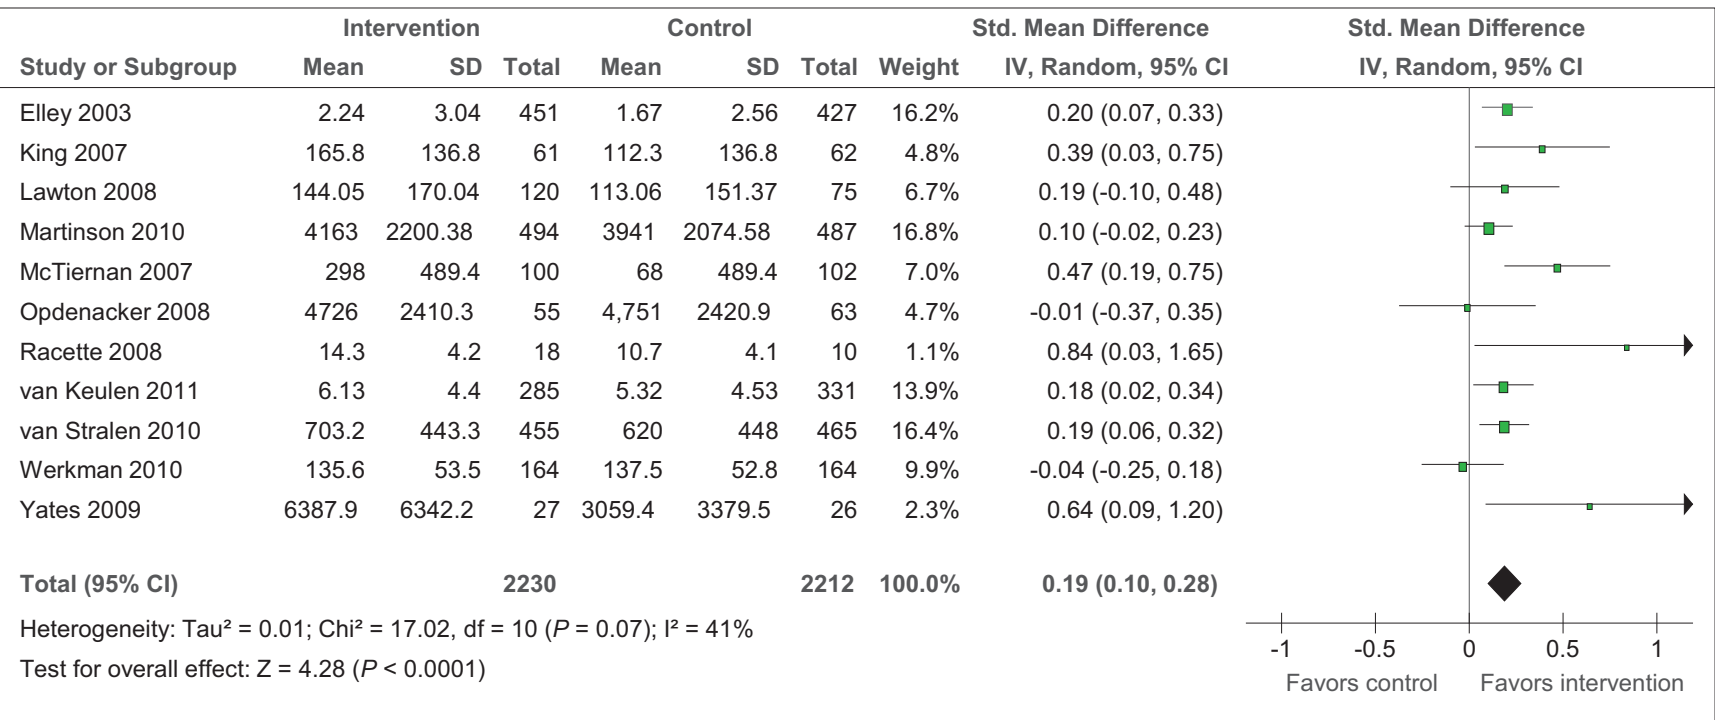 Intervention Control Std. Mean Difference Std. Mean Difference
Study or Subgroup Mean SD Total Mean SD Total Weight IV, Random, 95% CI IV, Random, 95% CI
Elley 2003 2.24 3.04 451 1.67 2.56 427 16.2% 0.20 (0.07, 0.33)
King 2007 165.8 136.8 61 112.3 136.8 62 4.8% 0.39 (0.03, 0.75)
Lawton 2008 144.05 170.04 120 113.06 151.37 75 6.7% 0.19 (-0.10, 0.48)
Martinson 2010 4163 2200.38 494 3941 2074.58 487 16.8% 0.10 (-0.02, 0.23)
McTiernan 2007 298 489.4 100 68 489.4 102 7.0% 0.47 (0.19, 0.75)
Opdenacker 2008 4726 2410.3 55 4,751 2420.9 63 4.7% -0.01 (-0.37, 0.35)
Racette 2008 14.3 4.2 18 10.7 4.1 10 1.1% 0.84 (0.03, 1.65)
van Keulen 2011 6.13 4.4 285 5.32 4.53 331 13.9% 0.18 (0.02, 0.34)
van Stralen 2010 703.2 443.3 455 620 448 465 16.4% 0.19 (0.06, 0.32)
Werkman 2010 135.6 53.5 164 137.5 52.8 164 9.9% -0.04 (-0.25, 0.18)
Yates 2009 6387.9 6342.2 27 3059.4 3379.5 26 2.3% 0.64 (0.09, 1.20)
Total (95% CI) 2230 2212 100.0% 0.19 (0.10, 0.28)
Heterogeneity: Tau² = 0.01; Chi² = 17.02, df = 10 (P = 0.07); I² = 41%
Test for overall effect: Z = 4.28 (P < 0.0001)
-1 -0.5 0 0.5 1
Favors control Favors intervention